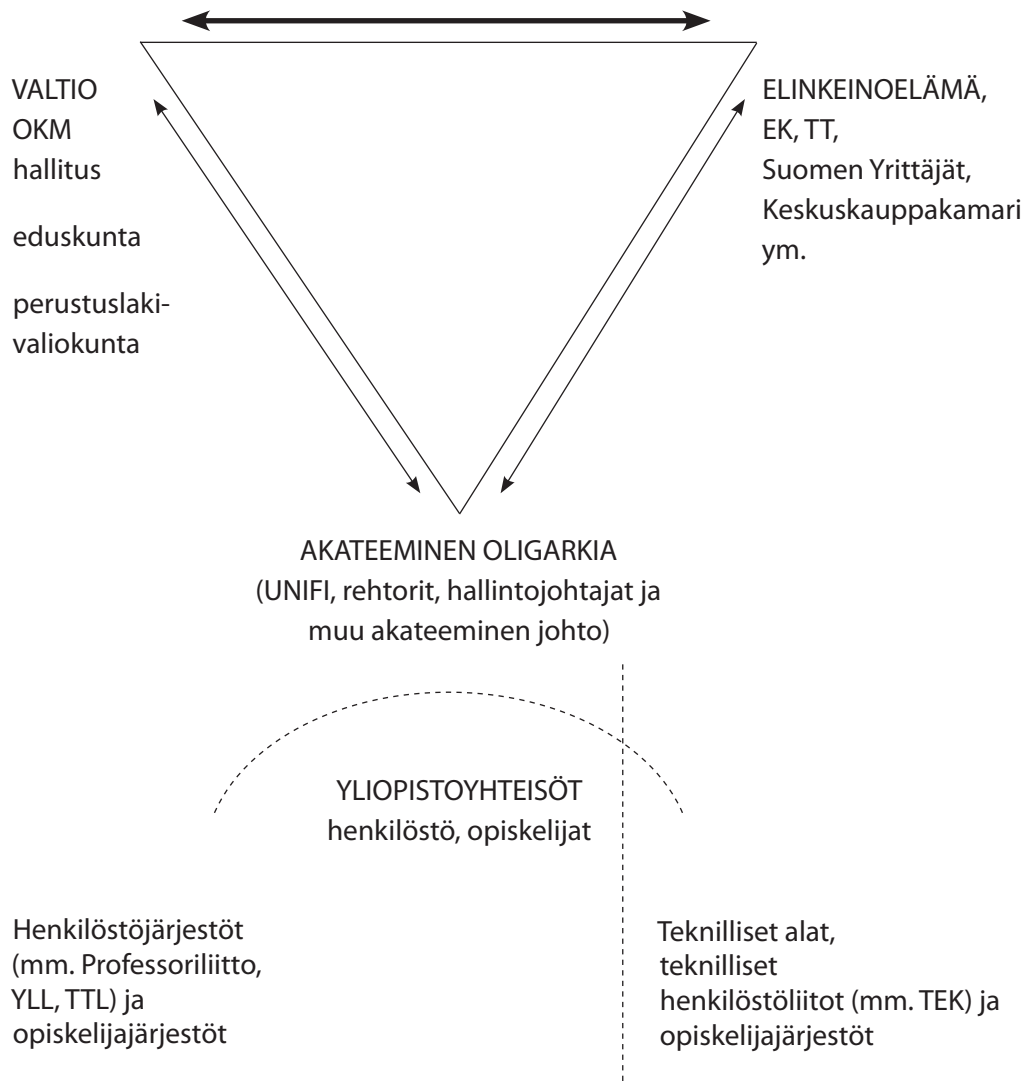 VALTIO
OKM
hallitus
eduskunta
perustuslaki-
valiokunta
ELINKEINOELÄMÄ,
EK, TT,
Suomen Yrittäjät,
Keskuskauppakamari
ym.
AKATEEMINEN OLIGARKIA
(UNIFI, rehtorit, hallintojohtajat ja
muu akateeminen johto)
YLIOPISTOYHTEISÖT
henkilöstö, opiskelijat
Henkilöstöjärjestöt
(mm. Professoriliitto,
YLL, TTL) ja
opiskelijajärjestöt
Teknilliset alat,
teknilliset
henkilöstöliitot (mm. TEK) ja
opiskelijajärjestöt